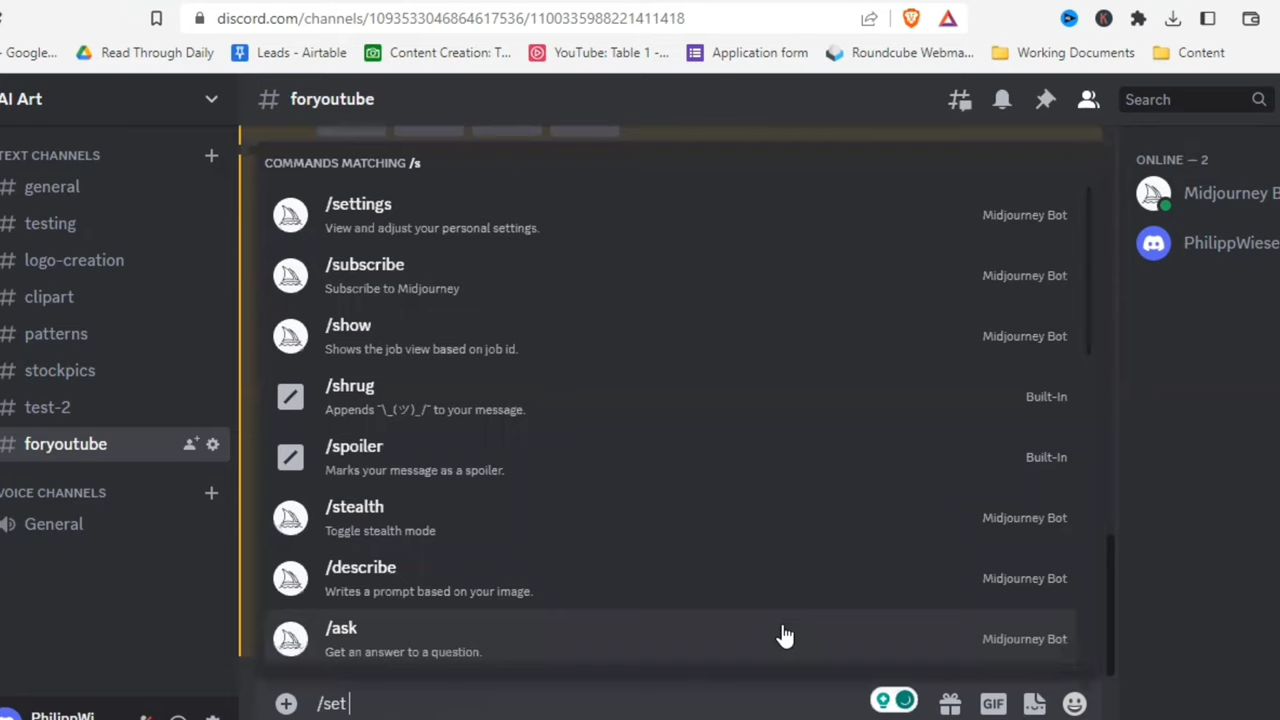 discord.com/channels/1093533046864617536/1100335988221411418
- Google...
Read Through Daily
Leads - Airtable
Content Creation: T...
YouTube: Table 1 -...
Application form
Roundcube Webma...
Working Documents
Content
AI Art
# foryoutube
Search
TEXT CHANNELS
# general
# testing
# logo-creation
# clipart
# patterns
# stockpics
# test-2
# foryoutube
VOICE CHANNELS
General
PhilippWi
COMMANDS MATCHING /s
/settings
View and adjust your personal settings.
Midjourney Bot
/subscribe
Subscribe to Midjourney
Midjourney Bot
/show
Shows the job view based on job id.
Midjourney Bot
/shrug
Appends ¯\_(ツ)_/¯ to your message.
Built-In
/spoiler
Marks your message as a spoiler.
Built-In
/stealth
Toggle stealth mode
Midjourney Bot
/describe
Writes a prompt based on your image.
Midjourney Bot
/ask
Get an answer to a question.
Midjourney Bot
/set
GIF
ONLINE — 2
Midjourney B
PhilippWiese